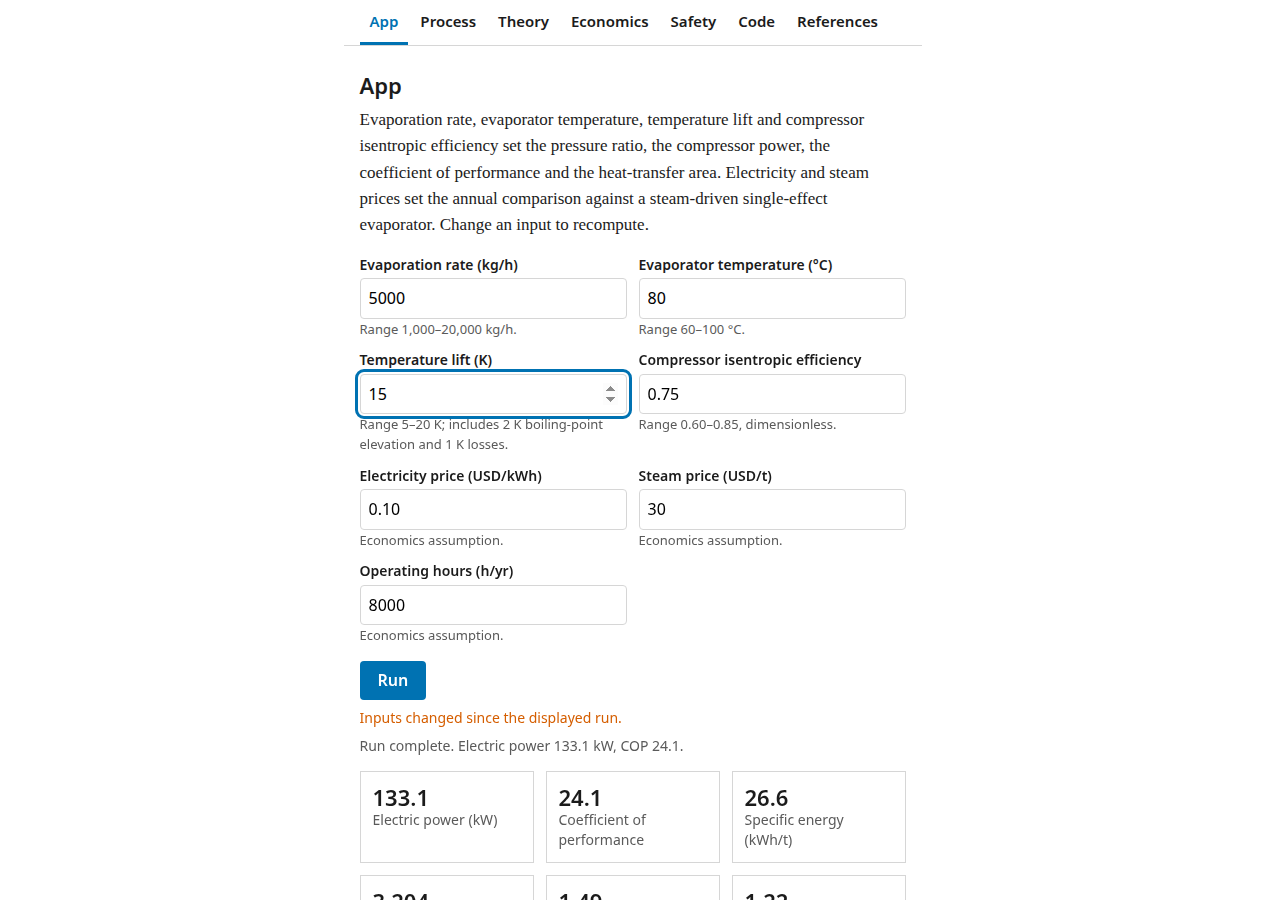 App Process Theory Economics Safety Code References
App
Evaporation rate, evaporator temperature, temperature lift and compressor
isentropic efficiency set the pressure ratio, the compressor power, the
coefficient of performance and the heat-transfer area. Electricity and steam
prices set the annual comparison against a steam-driven single-effect
evaporator. Change an input to recompute.
Evaporation rate (kg/h) Evaporator temperature (°C)
5000 80
Range 1,000–20,000 kg/h. Range 60–100 °C.
Temperature lift (K) Compressor isentropic efficiency
15 0.75
Range 5–20 K; includes 2 K boiling-point Range 0.60–0.85, dimensionless.
elevation and 1 K losses.
Electricity price (USD/kWh) Steam price (USD/t)
0.10 30
Economics assumption. Economics assumption.
Operating hours (h/yr)
8000
Economics assumption.
Run
Inputs changed since the displayed run.
Run complete. Electric power 133.1 kW, COP 24.1.
133.1 24.1 26.6
Electric power (kW) Coefficient of Specific energy
performance (kWh/t)